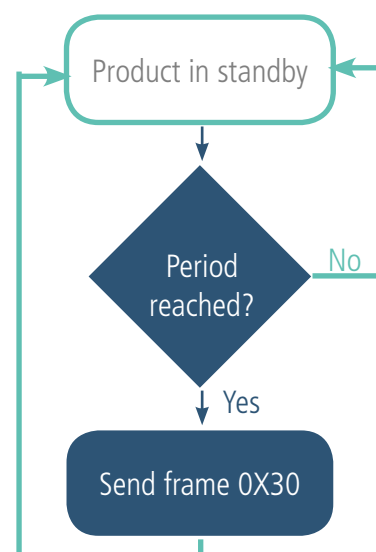 Product in standby
Period
reached?
No
Yes
Send frame 0X30